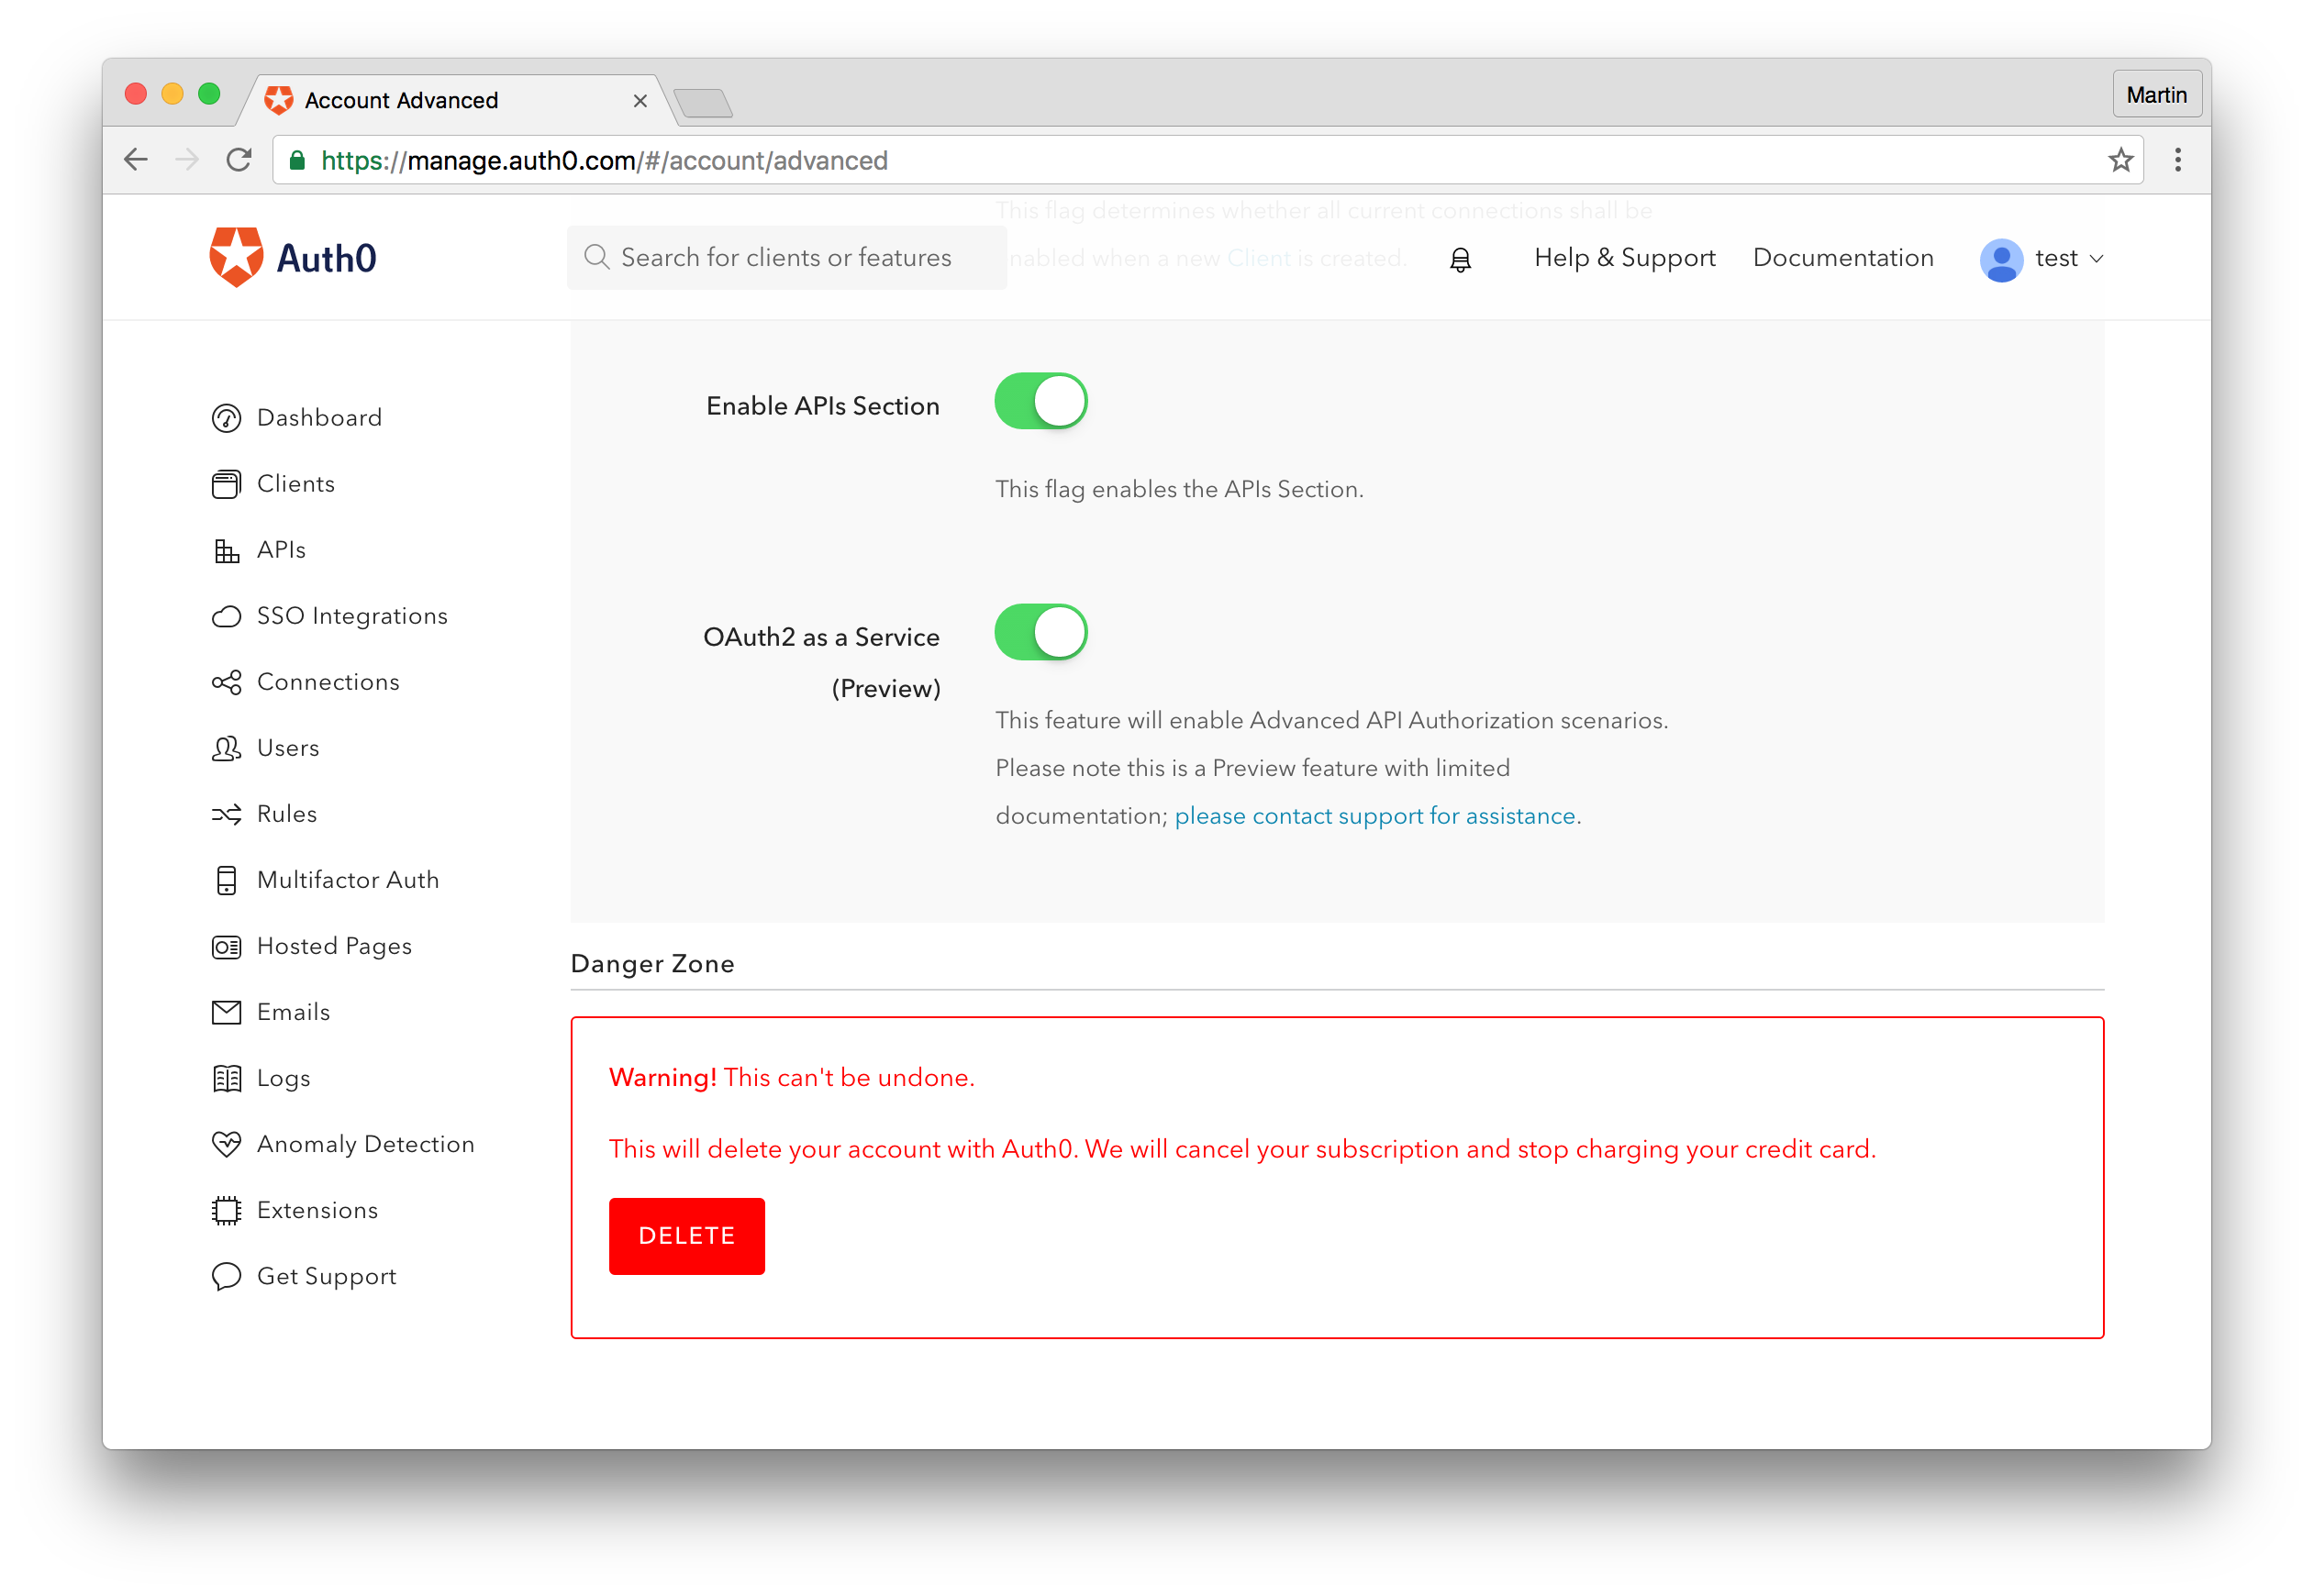 Account Advanced
Martin
https://manage.auth0.com/#/account/advanced
This flag determines whether all current connections shall be
Auth0
Search for clients or features
nabled when a new Client is created.
Help & Support
Documentation
test
Dashboard
Clients
APIs
SSO Integrations
Connections
Users
Rules
Multifactor Auth
Hosted Pages
Emails
Logs
Anomaly Detection
Extensions
Get Support
Enable APIs Section
This flag enables the APIs Section.
OAuth2 as a Service
(Preview)
This feature will enable Advanced API Authorization scenarios.
Please note this is a Preview feature with limited
documentation; please contact support for assistance.
Danger Zone
Warning! This can't be undone.
This will delete your account with Auth0. We will cancel your subscription and stop charging your credit card.
DELETE